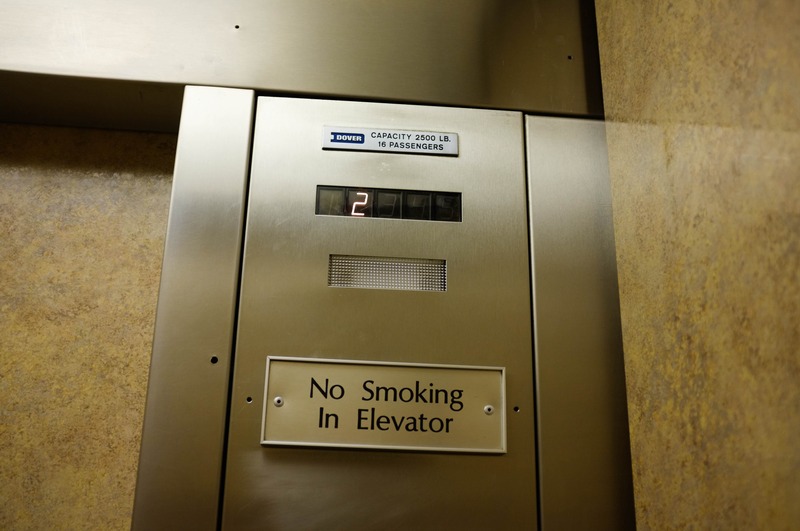 DOVER
CAPACITY 2500 LB.
16 PASSENGERS
2
No Smoking
In Elevator